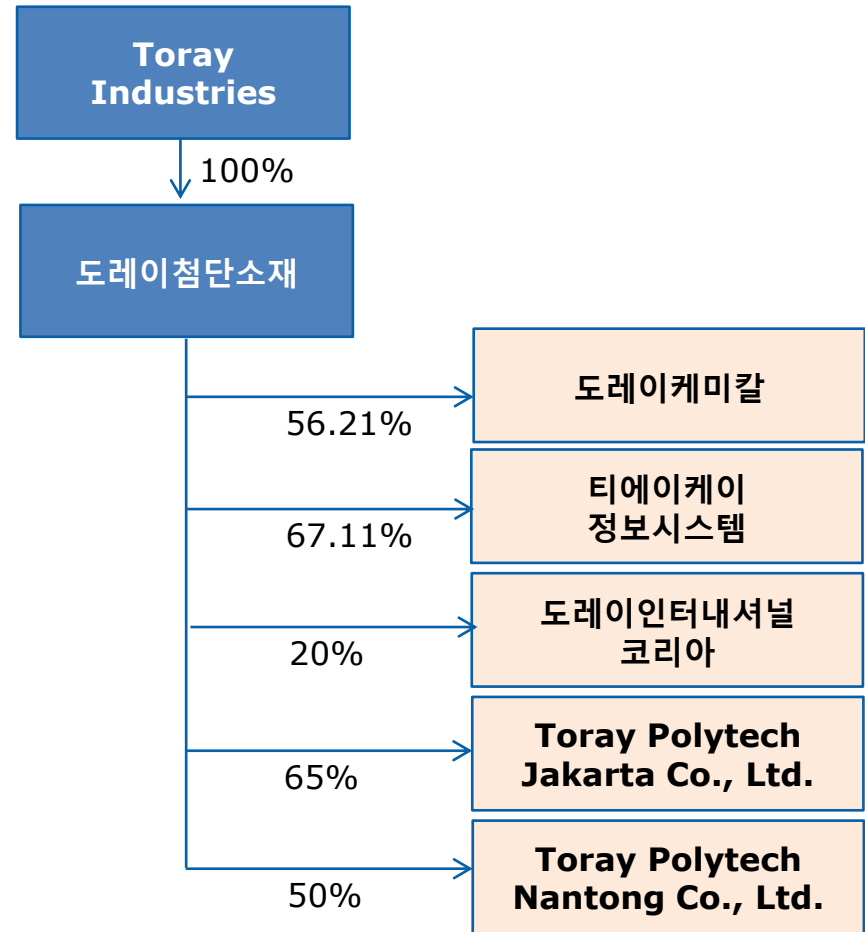 Toray
Industries
100%
도레이첨단소재
도레이케미칼
56.21%
티에이케이
정보시스템
67.11%
도레이인터내셔널
코리아
20%
Toray Polytech
Jakarta Co., Ltd.
65%
Toray Polytech
Nantong Co., Ltd.
50%